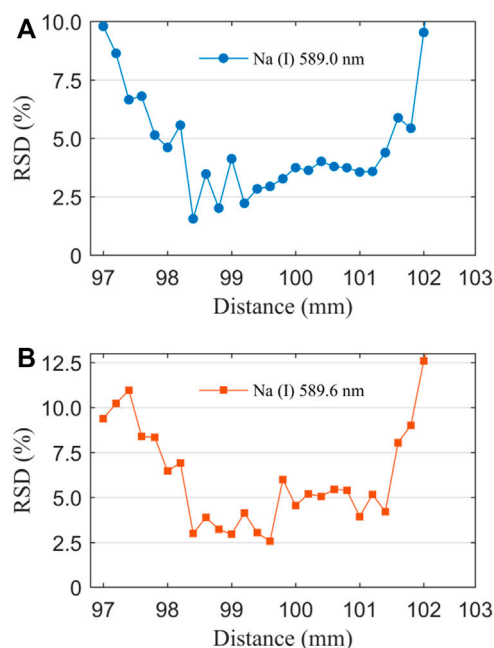 A
10.0
7.5
5.0
2.5
0
RSD (%)
Na (I) 589.0 nm
97 98 99 100 101 102 103
Distance (mm)
B
12.5
10.0
7.5
5.0
2.5
0
RSD (%)
Na (I) 589.6 nm
97 98 99 100 101 102 103
Distance (mm)